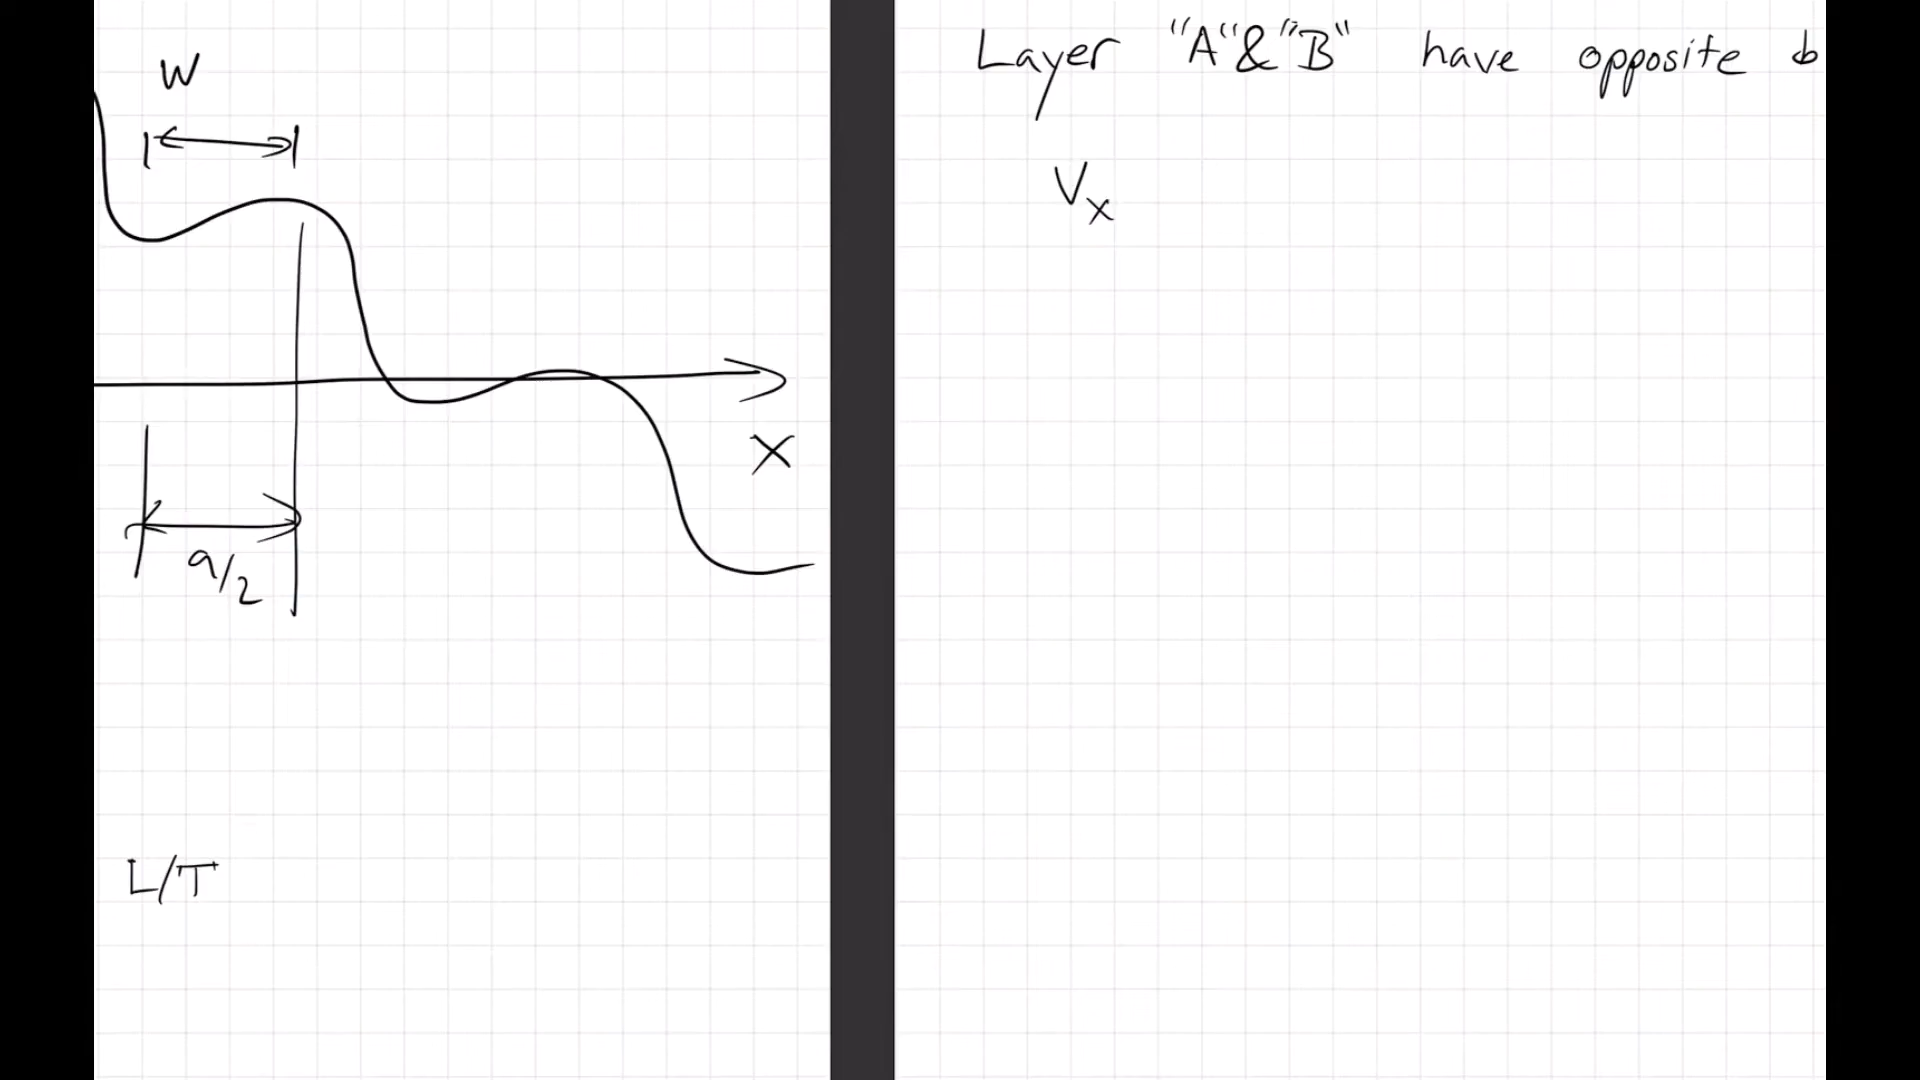 W
X
a/2
L/T
Layer "A" & "B" have opposite
Vx